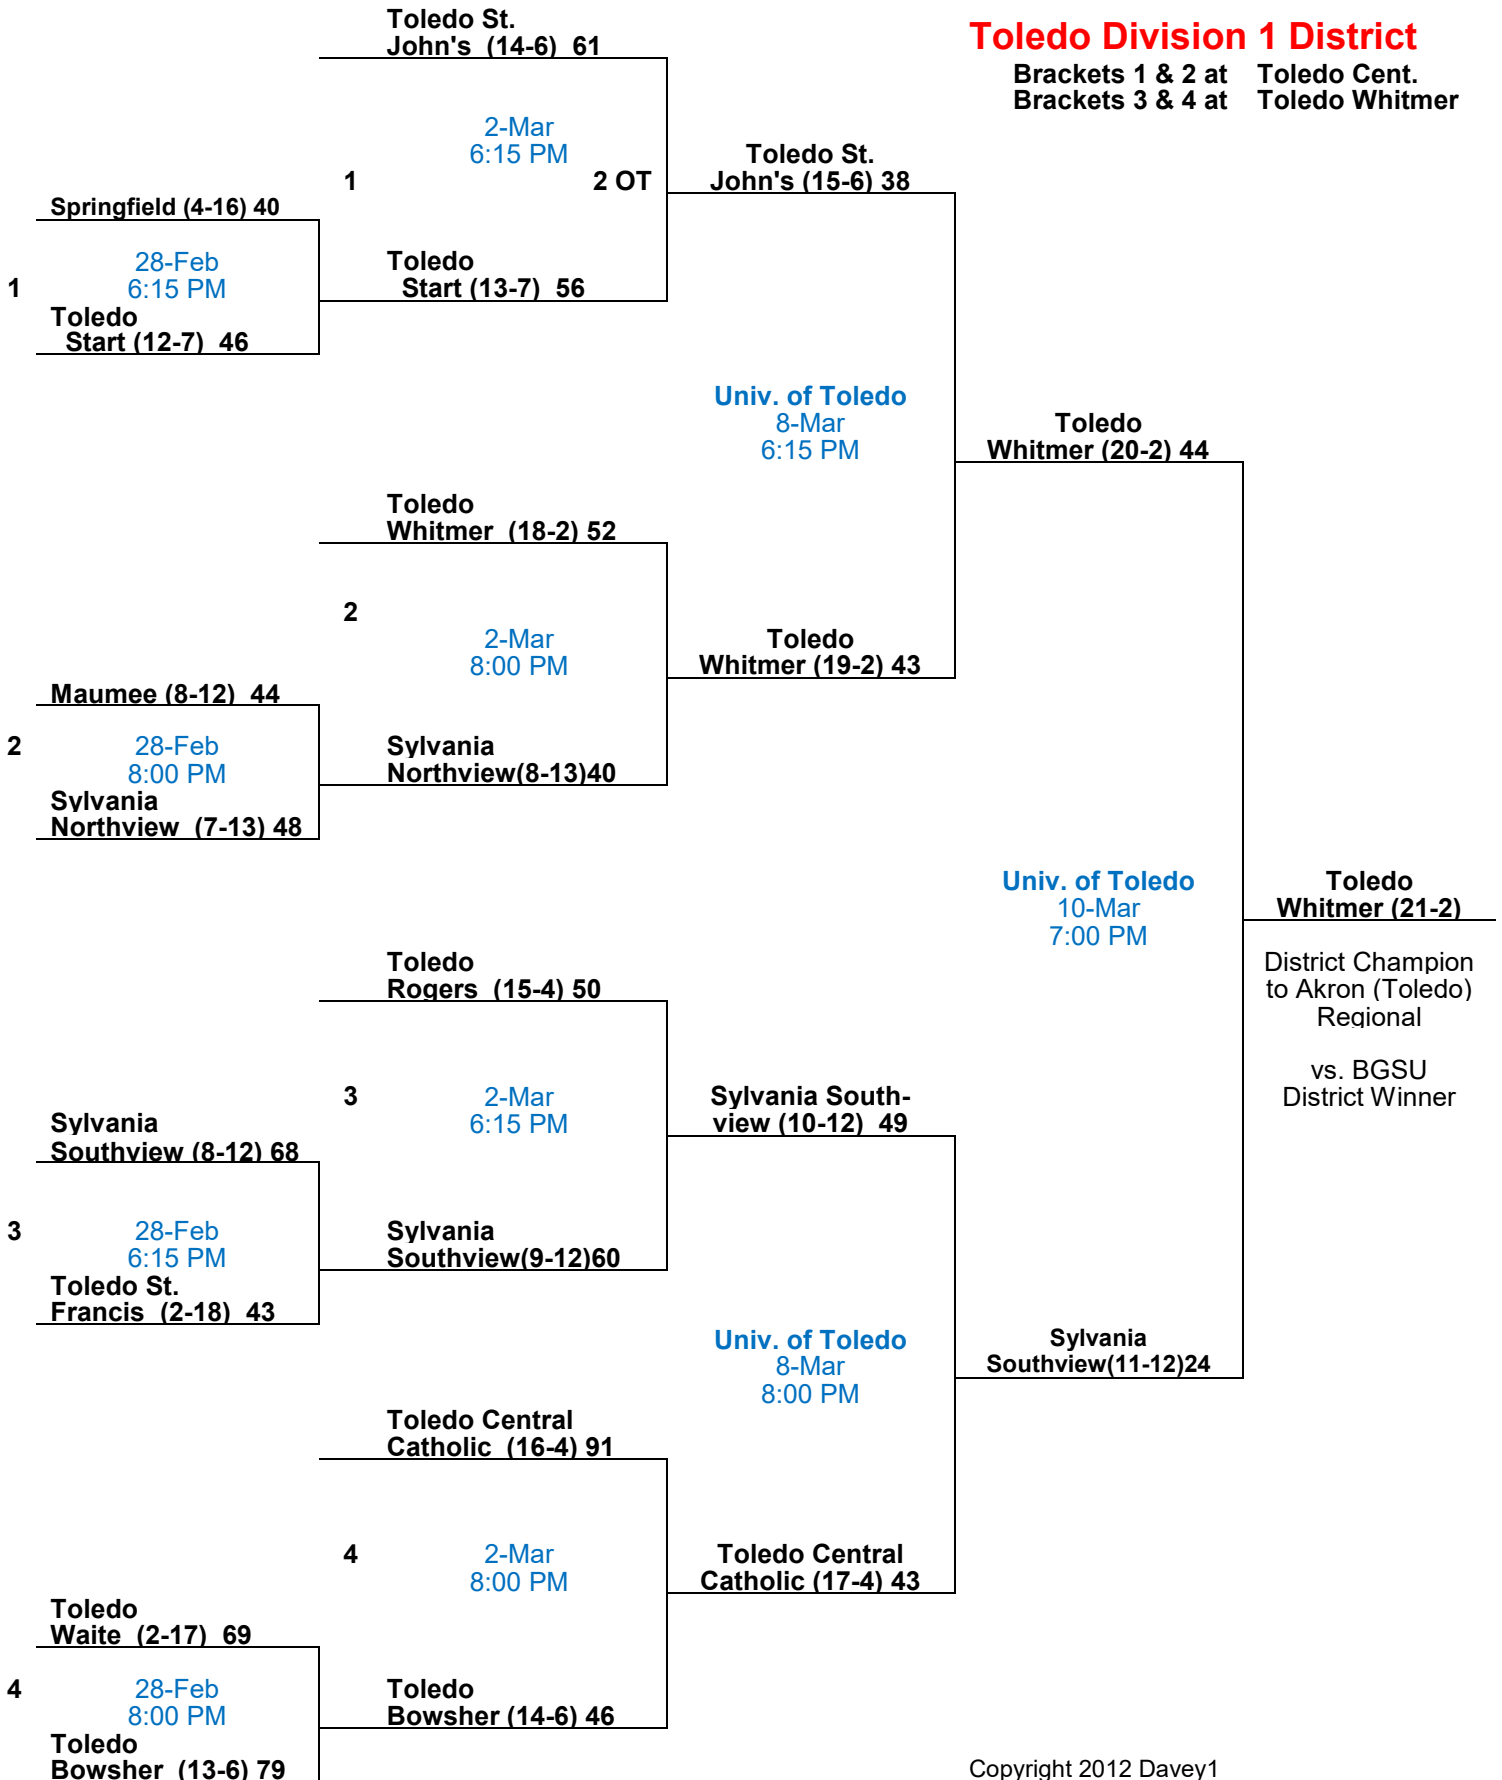 Toledo St.
John's (14-6) 61
Toledo Division 1 District
Brackets 1 & 2 at Toledo Cent.
Brackets 3 & 4 at Toledo Whitmer
2-Mar
6:15 PM
1 2 OT
Toledo St.
John's (15-6) 38
Springfield (4-16) 40
28-Feb
1 6:15 PM
Toledo
Start (13-7) 56
Toledo
Start (12-7) 46
Univ. of Toledo
8-Mar
6:15 PM
Toledo
Whitmer (20-2) 44
Toledo
Whitmer (18-2) 52
2
2-Mar
8:00 PM
Toledo
Whitmer (19-2) 43
Maumee (8-12) 44
2 28-Feb
8:00 PM
Sylvania
Northview(8-13)40
Sylvania
Northview (7-13) 48
Univ. of Toledo
10-Mar
7:00 PM
Toledo
Whitmer (21-2)
District Champion
to Akron (Toledo)
Regional
vs. BGSU
District Winner
Toledo
Rogers (15-4) 50
3 2-Mar
6:15 PM
Sylvania South-
view (10-12) 49
Sylvania
Southview (8-12) 68
3 28-Feb
6:15 PM
Sylvania
Southview(9-12)60
Toledo St.
Francis (2-18) 43
Univ. of Toledo
8-Mar
8:00 PM
Sylvania
Southview(11-12)24
Toledo Central
Catholic (16-4) 91
4 2-Mar
8:00 PM
Toledo Central
Catholic (17-4) 43
Toledo
Waite (2-17) 69
4 28-Feb
8:00 PM
Toledo
Bowsher (14-6) 46
Toledo
Bowsher (13-6) 79
Copyright 2012 Davey1